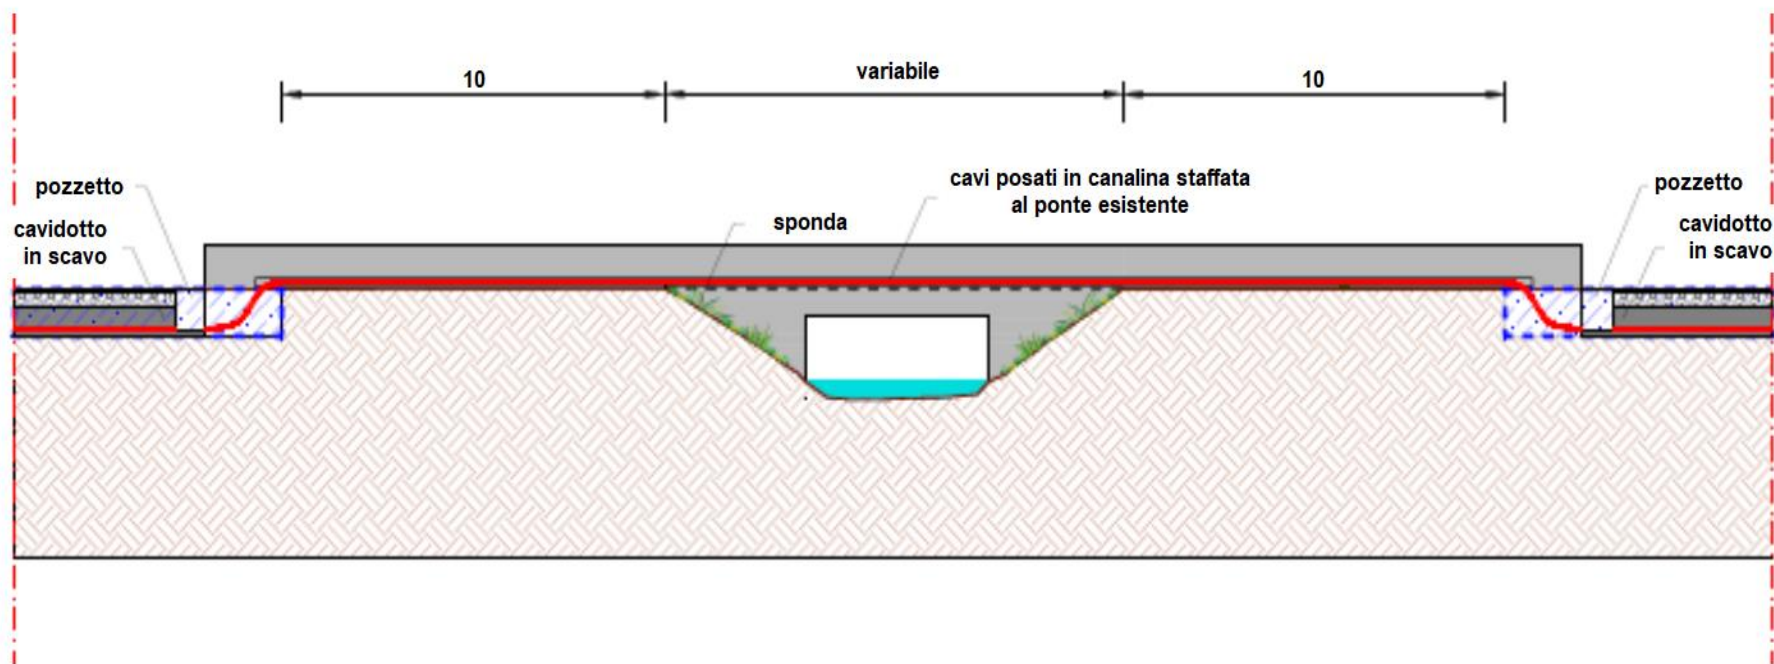 10
variabile
10
pozzetto
cavidotto
in scavo
sponda
cavi posati in canalina staffata
al ponte esistente
pozzetto
cavidotto
in scavo